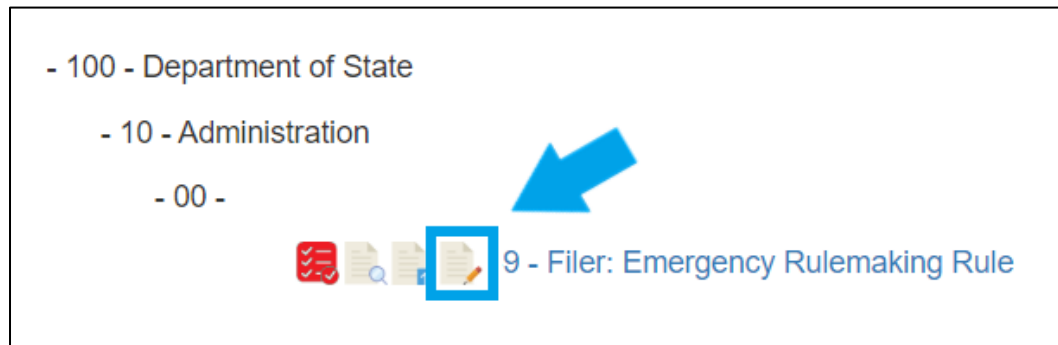 - 100 - Department of State
- 10 - Administration
- 00 -
9 - Filer: Emergency Rulemaking Rule